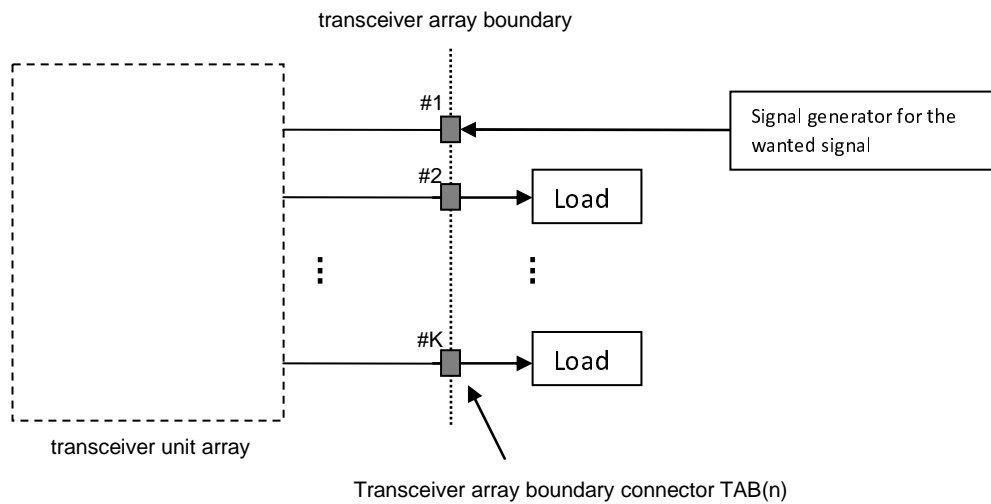 transceiver array boundary
#1
Signal generator for the
wanted signal
#2
Load
#K
Load
transceiver unit array
Transceiver array boundary connector TAB(n)